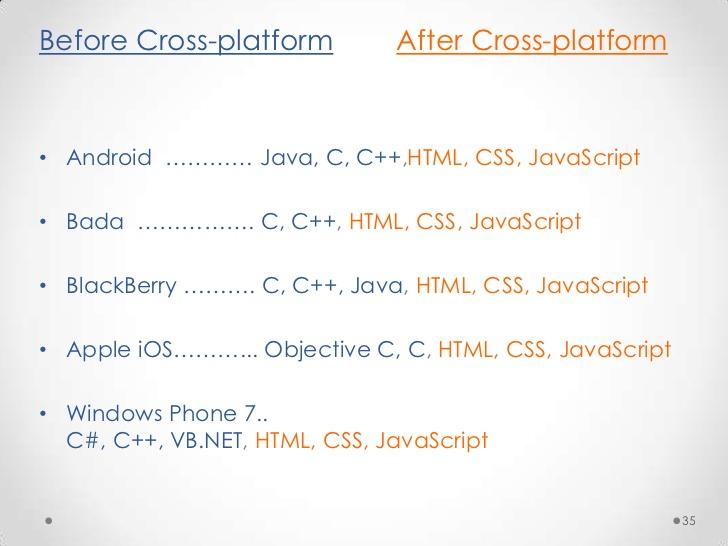 Before Cross-platform After Cross-platform
• Android ………… Java, C, C++,HTML, CSS, JavaScript
• Bada ……………. C, C++, HTML, CSS, JavaScript
• BlackBerry ………. C, C++, Java, HTML, CSS, JavaScript
• Apple iOS……….. Objective C, C, HTML, CSS, JavaScript
• Windows Phone 7..
C#, C++, VB.NET, HTML, CSS, JavaScript
35